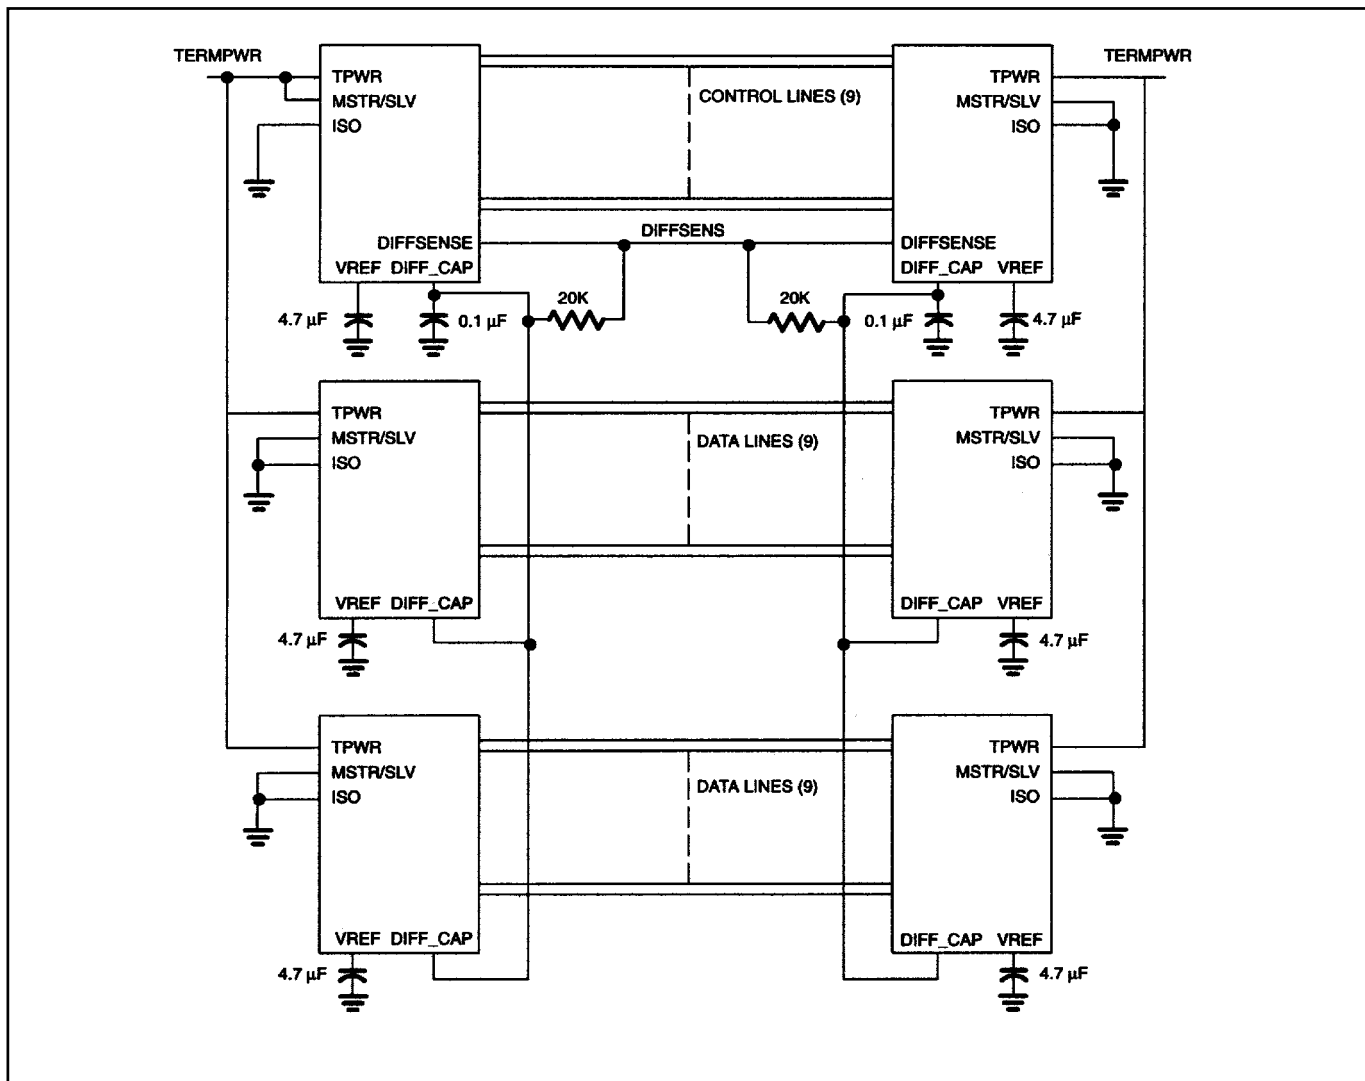 TERMPWR
TERMPWR
TPWR
MSTR/SLV
ISO
CONTROL LINES (9)
TPWR
MSTR/SLV
ISO
DIFFSENSE
DIFFSENS
DIFFSENSE
VREF DIFF_CAP
DIFF_CAP VREF
4.7 µF
0.1 µF
20K
20K
0.1 µF
4.7 µF
TPWR
MSTR/SLV
ISO
DATA LINES (9)
TPWR
MSTR/SLV
ISO
VREF DIFF_CAP
DIFF_CAP VREF
4.7 µF
4.7 µF
TPWR
MSTR/SLV
ISO
DATA LINES (9)
TPWR
MSTR/SLV
ISO
VREF DIFF_CAP
DIFF_CAP VREF
4.7 µF
4.7 µF